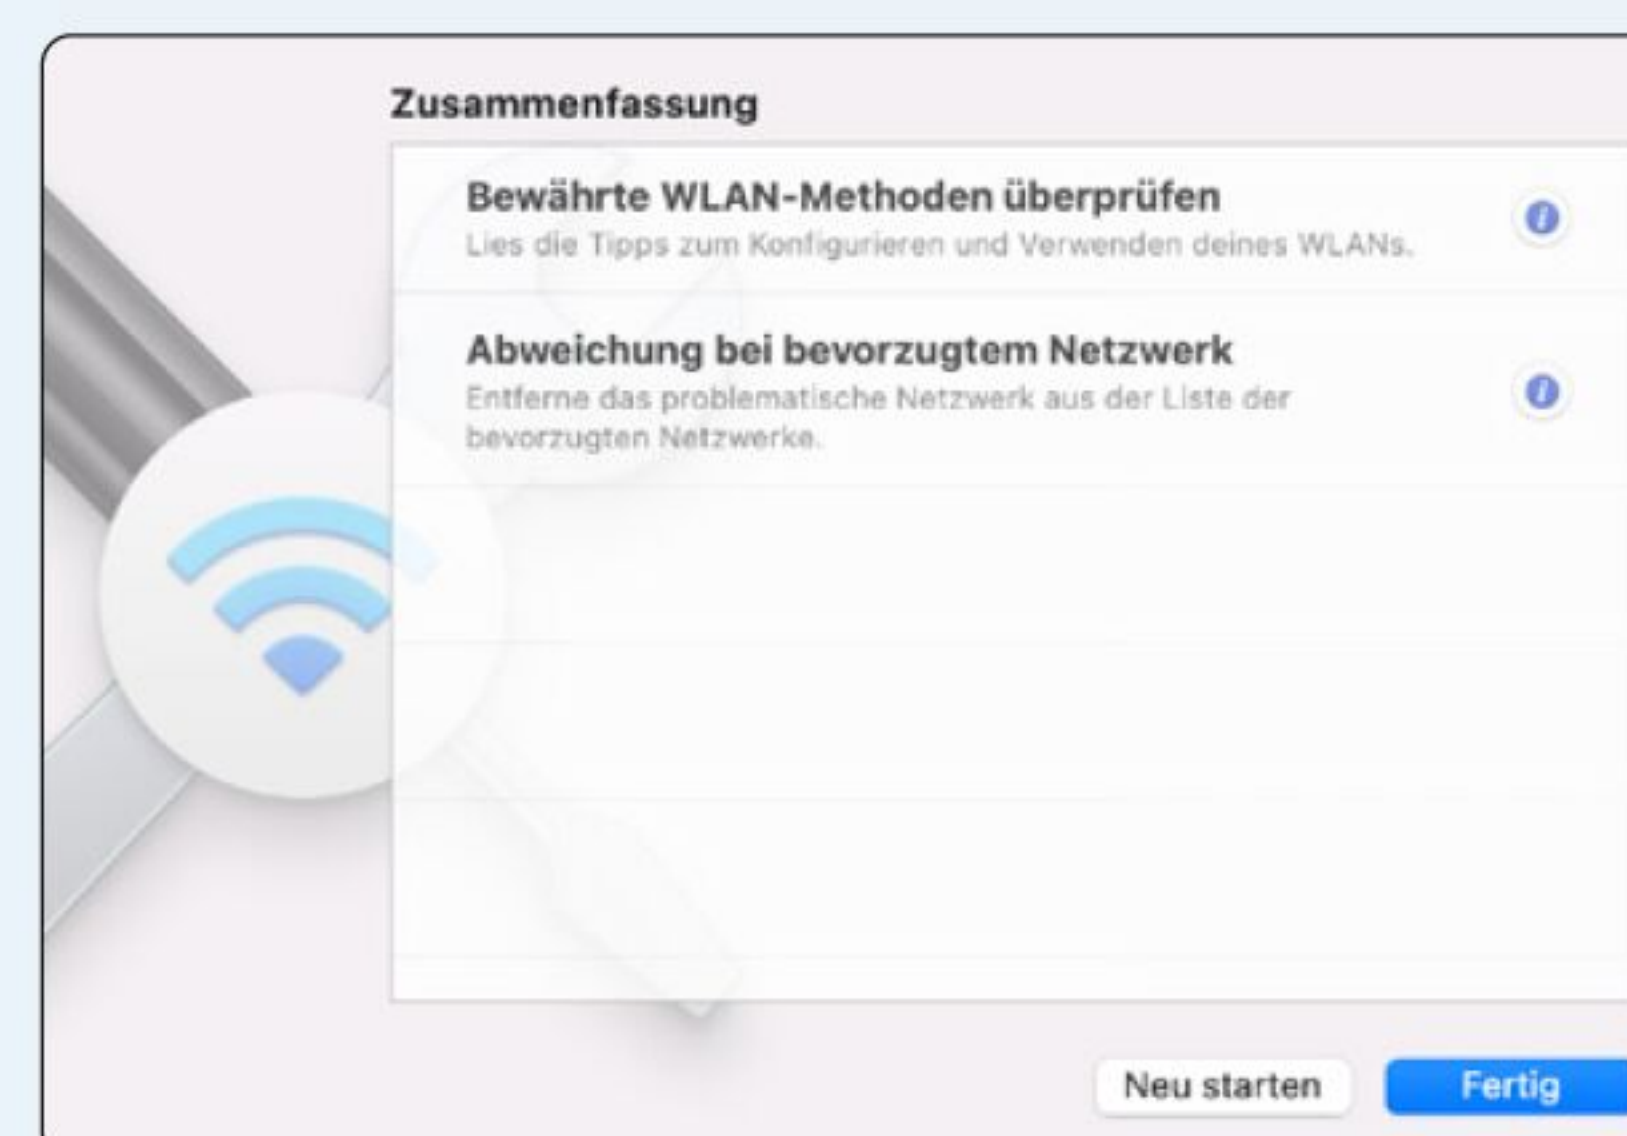 Zusammenfassung
Bewährte WLAN-Methoden überprüfen
Lies die Tipps zum Konfigurieren und Verwenden deines WLANs.
Abweichung bei bevorzugtem Netzwerk
Entferne das problematische Netzwerk aus der Liste der
bevorzugten Netzwerke.
Neu starten
Fertig